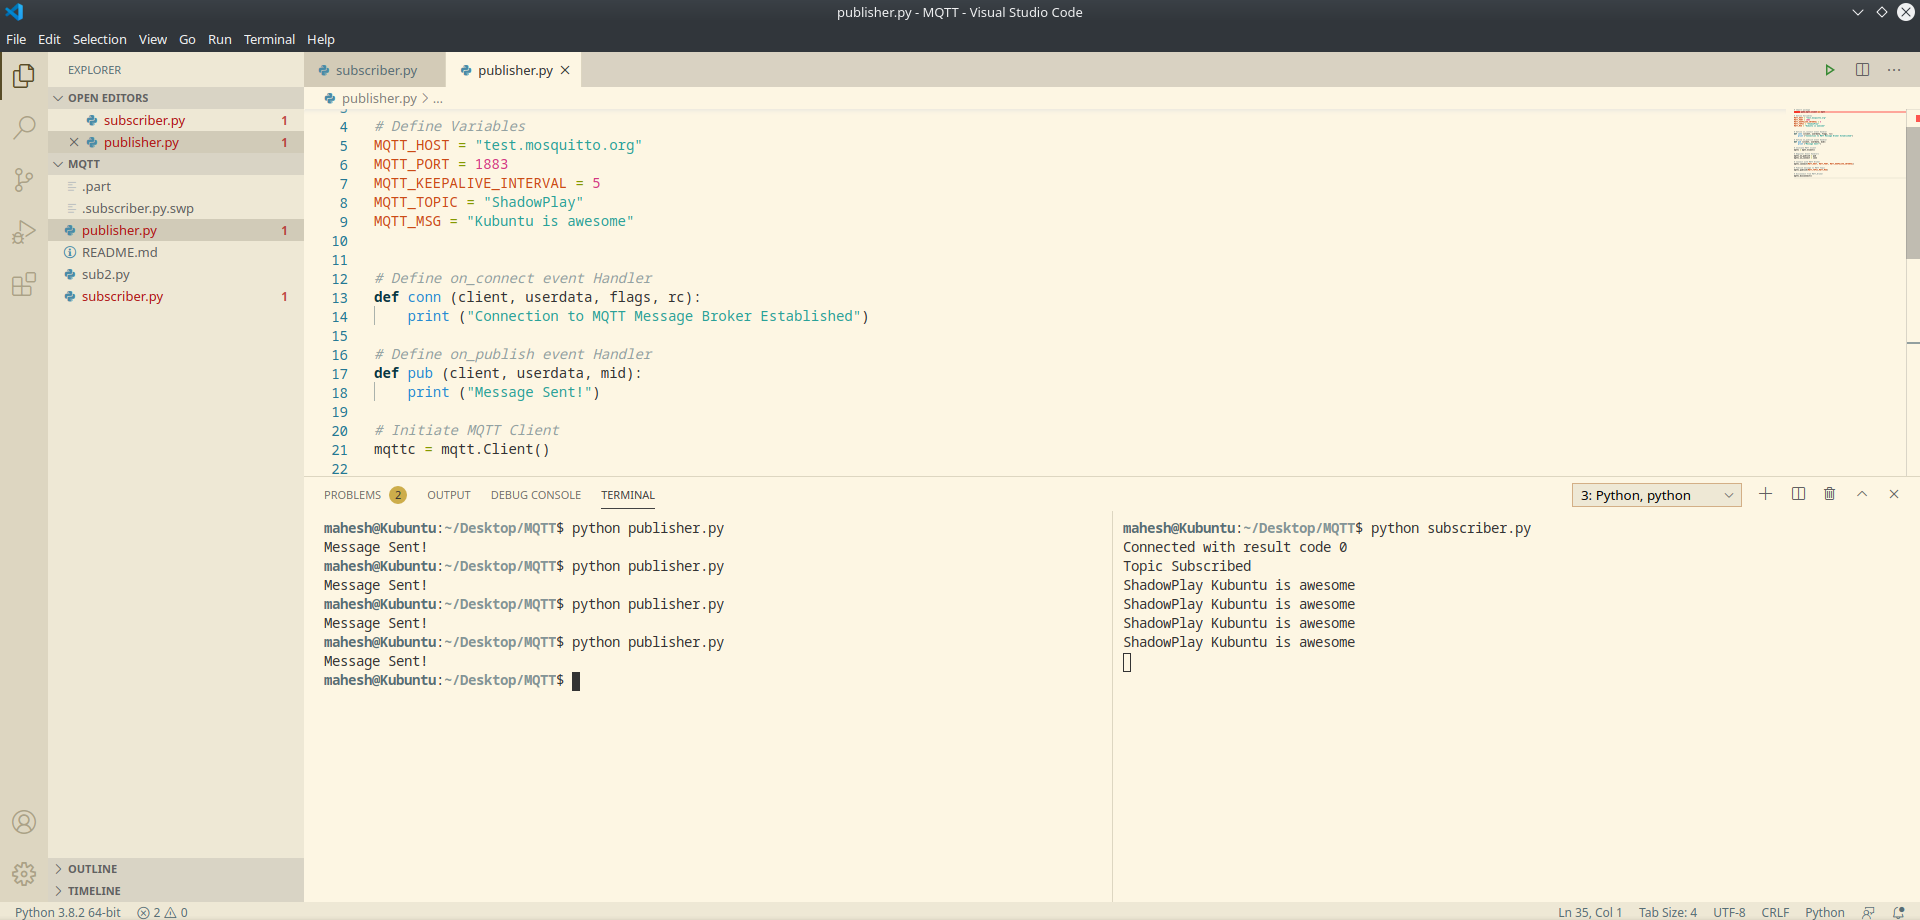 publisher.py - MQTT - Visual Studio Code
File Edit Selection View Go Run Terminal Help
EXPLORER
OPEN EDITORS
subscriber.py 1
publisher.py 1
MQTT
.part
.subscriber.py.swp
publisher.py 1
README.md
sub2.py
subscriber.py 1
OUTLINE
TIMELINE
subscriber.py publisher.py
publisher.py > ...
4 # Define Variables
5 MQTT_HOST = "test.mosquitto.org"
6 MQTT_PORT = 1883
7 MQTT_KEEPALIVE_INTERVAL = 5
8 MQTT_TOPIC = "ShadowPlay"
9 MQTT_MSG = "Kubuntu is awesome"
10
11
12 # Define on_connect event Handler
13 def conn (client, userdata, flags, rc):
14     print ("Connection to MQTT Message Broker Established")
15
16 # Define on_publish event Handler
17 def pub (client, userdata, mid):
18     print ("Message Sent!")
19
20 # Initiate MQTT Client
21 mqttc = mqtt.Client()
22
PROBLEMS 2 OUTPUT DEBUG CONSOLE TERMINAL 3: Python, python
mahesh@Kubuntu:~/Desktop/MQTT$ python publisher.py
Message Sent!
mahesh@Kubuntu:~/Desktop/MQTT$ python publisher.py
Message Sent!
mahesh@Kubuntu:~/Desktop/MQTT$ python publisher.py
Message Sent!
mahesh@Kubuntu:~/Desktop/MQTT$ python publisher.py
Message Sent!
mahesh@Kubuntu:~/Desktop/MQTT$
mahesh@Kubuntu:~/Desktop/MQTT$ python subscriber.py
Connected with result code 0
Topic Subscribed
ShadowPlay Kubuntu is awesome
ShadowPlay Kubuntu is awesome
ShadowPlay Kubuntu is awesome
ShadowPlay Kubuntu is awesome
Python 3.8.2 64-bit 2 0 Ln 35, Col 1 Tab Size: 4 UTF-8 CRLF Python